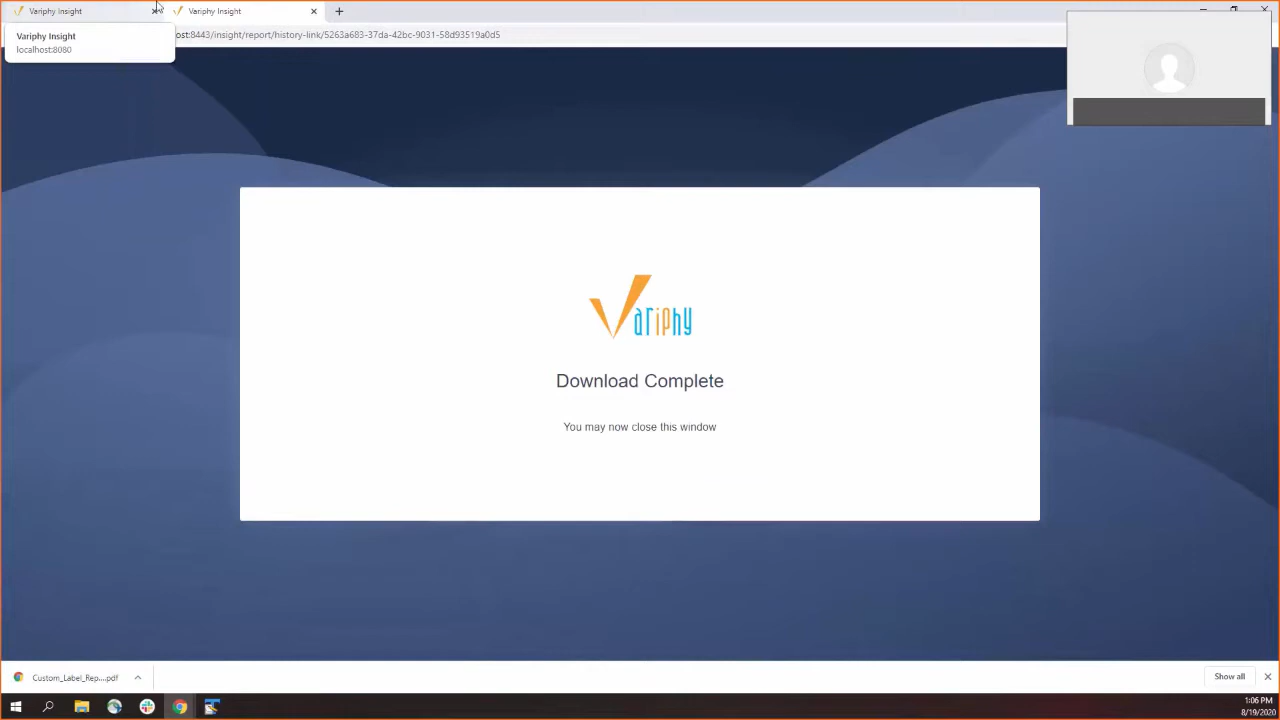 Variphy Insight
Variphy Insight
Variphy Insight
localhost:8080
ost:8443/insight/report/history-link/5263a683-37da-42bc-9031-58d93519a0d5
Variphy
Download Complete
You may now close this window
Custom_Label_Rep....pdf
Show all
1:06 PM
8/19/2020